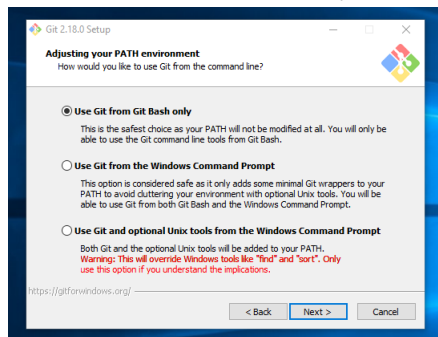 Git 2.18.0 Setup
Adjusting your PATH environment
How would you like to use Git from the command line?
Use Git from Git Bash only
This is the safest choice as your PATH will not be modified at all. You will only be
able to use the Git command line tools from Git Bash.
Use Git from the Windows Command Prompt
This option is considered safe as it only adds some minimal Git wrappers to your
PATH to avoid cluttering your environment with optional Unix tools. You will be
able to use Git from both Git Bash and the Windows Command Prompt.
Use Git and optional Unix tools from the Windows Command Prompt
Both Git and the optional Unix tools will be added to your PATH.
Warning: This will override Windows tools like "find" and "sort". Only
use this option if you understand the implications.
https://gitforwindows.org/
< Back Next > Cancel